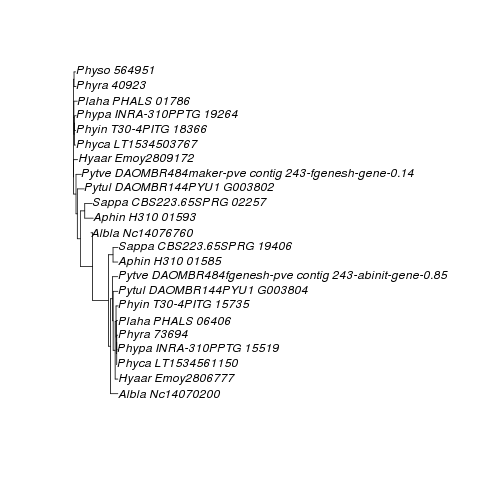 Physo 564951
Phyra 40923
Plaha PHALS 01786
Phypa INRA-310PPTG 19264
Phyin T30-4PITG 18366
Phyca LT1534503767
Hyaar Emoy2809172
Pytve DAOMBR484maker-pve contig 243-fgenesh-gene-0.14
Pytul DAOMBR144PYU1 G003802
Sappa CBS223.65SPRG 02257
Aphin H310 01593
Albla Nc14076760
Sappa CBS223.65SPRG 19406
Aphin H310 01585
Pytve DAOMBR484fgenesh-pve contig 243-abinit-gene-0.85
Pytul DAOMBR144PYU1 G003804
Phyin T30-4PITG 15735
Plaha PHALS 06406
Phyra 73694
Phypa INRA-310PPTG 15519
Phyca LT1534561150
Hyaar Emoy2806777
Albla Nc14070200